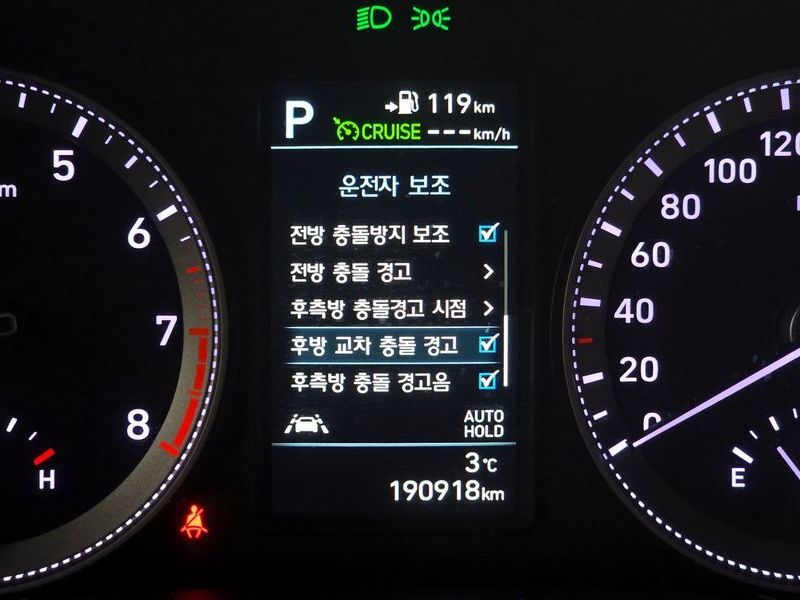 P
119 km
CRUISE --- km/h
운전자 보조
전방 충돌방지 보조
전방 충돌 경고
후측방 충돌경고 시점
후방 교차 충돌 경고
후측방 충돌 경고음
AUTO
HOLD
3℃
190918km
5
6
7
8
H
m
120
100
80
60
40
20
0
E